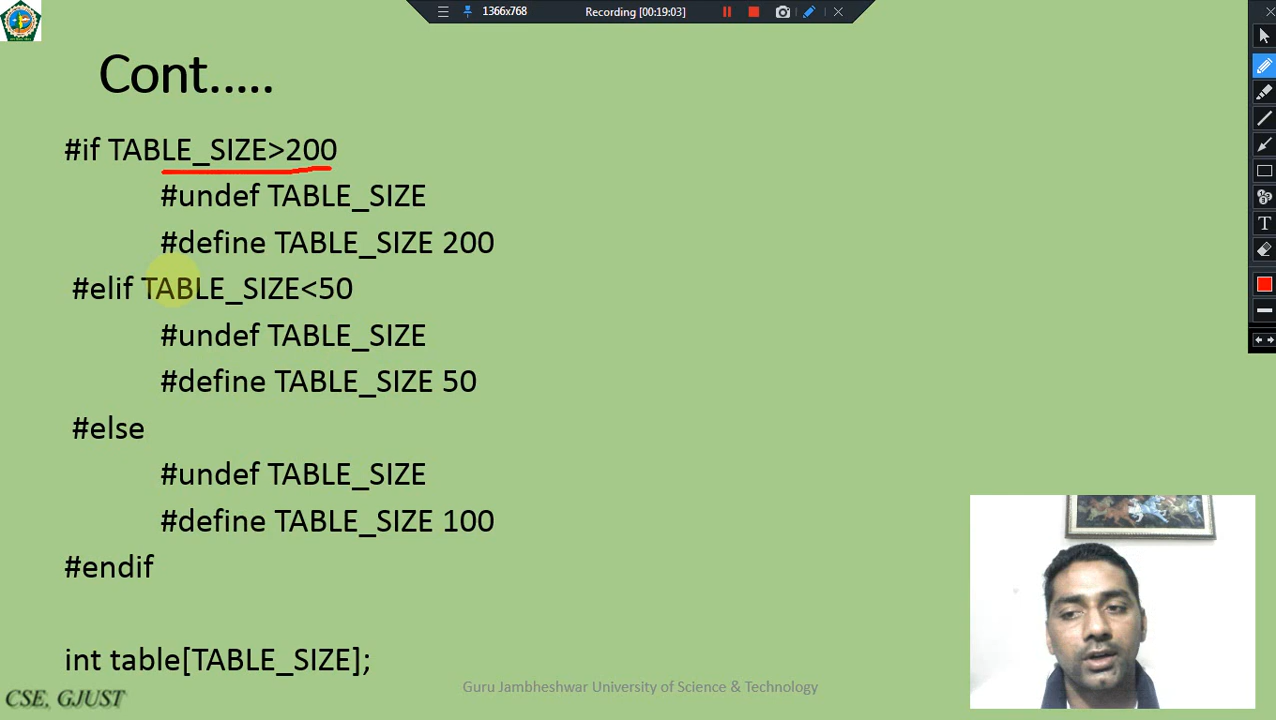 1366x768
Recording [00:19:03]
Cont.....
#if TABLE_SIZE>200
#undef TABLE_SIZE
#define TABLE_SIZE 200
#elif TABLE_SIZE<50
#undef TABLE_SIZE
#define TABLE_SIZE 50
#else
#undef TABLE_SIZE
#define TABLE_SIZE 100
#endif
int table[TABLE_SIZE];
CSE, GJUST
Guru Jambheshwar University of Science & Technology